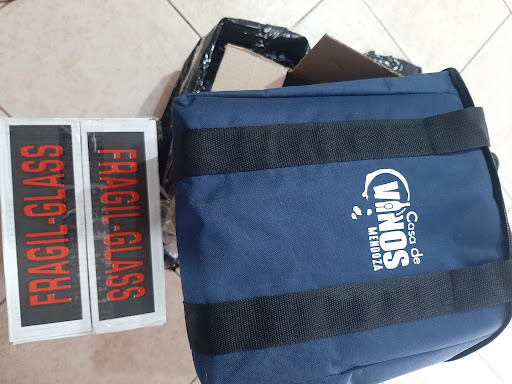 FRAGIL-GLASS
FRAGIL-GLASS
Casa de
VINOS
MENDOZA